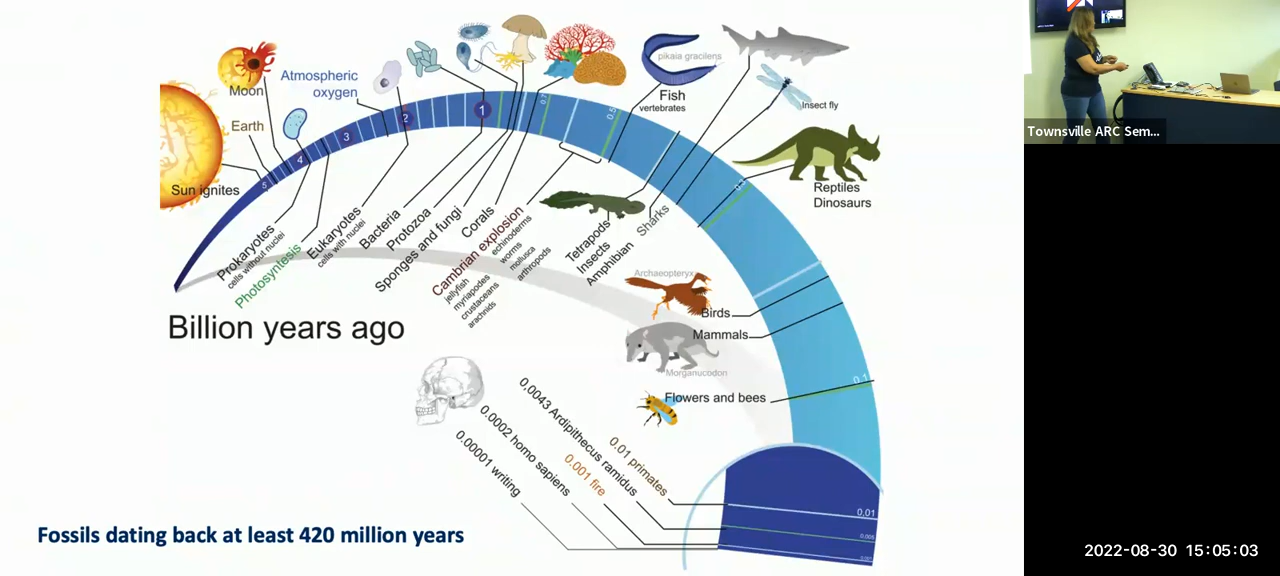 Moon
Atmospheric
oxygen
Earth
Sun ignites
5
4
3
2
1
0.5
0.1
pikaia gracilens
Fish
vertebrates
Insect fly
Reptiles
Dinosaurs
Prokaryotes
cells without nuclei
Photosyntesis
Eukaryotes
cells with nuclei
Bacteria
Protozoa
Sponges and fungi
Corals
Cambrian explosion
jellyfish
myriapodes
crustaceans
arachnids
echinoderms
worms
mollusca
arthropods
Tetrapods
Insects
Amphibian
Sharks
Archaeopteryx
Birds
Mammals
Morganucodon
Flowers and bees
Billion years ago
0,0043 Ardipithecus ramidus
0.01 primates
0.0002 homo sapiens
0.001 fire
0.00001 writing
0,01
0.005
Fossils dating back at least 420 million years
Townsville ARC Sem...
2022-08-30 15:05:03